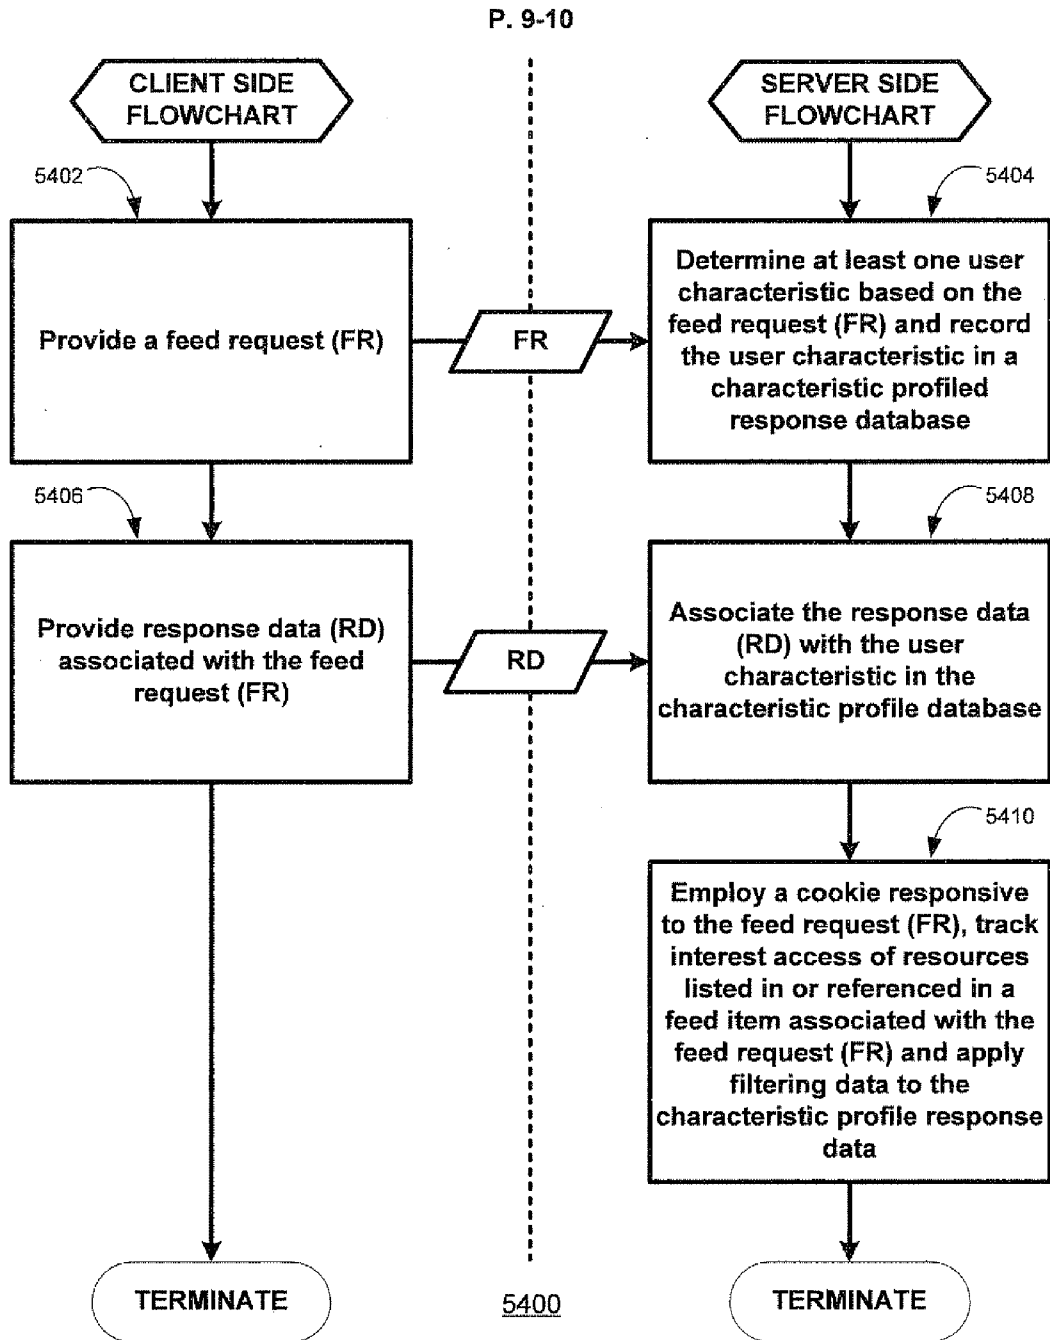 P. 9-10
CLIENT SIDE
FLOWCHART
SERVER SIDE
FLOWCHART
5402
5404
Provide a feed request (FR)
FR
Determine at least one user
characteristic based on the
feed request (FR) and record
the user characteristic in a
characteristic profiled
response database
5406
5408
Provide response data (RD)
associated with the feed
request (FR)
RD
Associate the response data
(RD) with the user
characteristic in the
characteristic profile database
5410
Employ a cookie responsive
to the feed request (FR), track
interest access of resources
listed in or referenced in a
feed item associated with the
feed request (FR) and apply
filtering data to the
characteristic profile response
data
TERMINATE
5400
TERMINATE